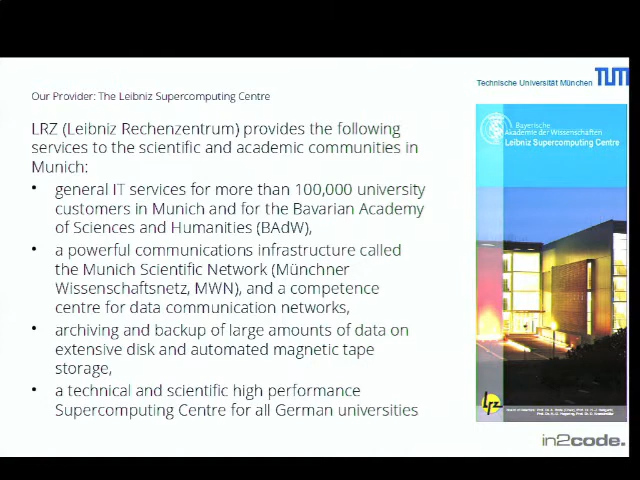 Technische Universität München TUM
Our Provider: The Leibniz Supercomputing Centre
LRZ (Leibniz Rechenzentrum) provides the following
services to the scientific and academic communities in
Munich:
• general IT services for more than 100,000 university
customers in Munich and for the Bavarian Academy
of Sciences and Humanities (BAdW),
• a powerful communications infrastructure called
the Munich Scientific Network (Münchner
Wissenschaftsnetz, MWN), and a competence
centre for data communication networks,
• archiving and backup of large amounts of data on
extensive disk and automated magnetic tape
storage,
• a technical and scientific high performance
Supercomputing Centre for all German universities
Bayerische
Akademie der Wissenschaften
Leibniz Supercomputing Centre
lrz
in2code.